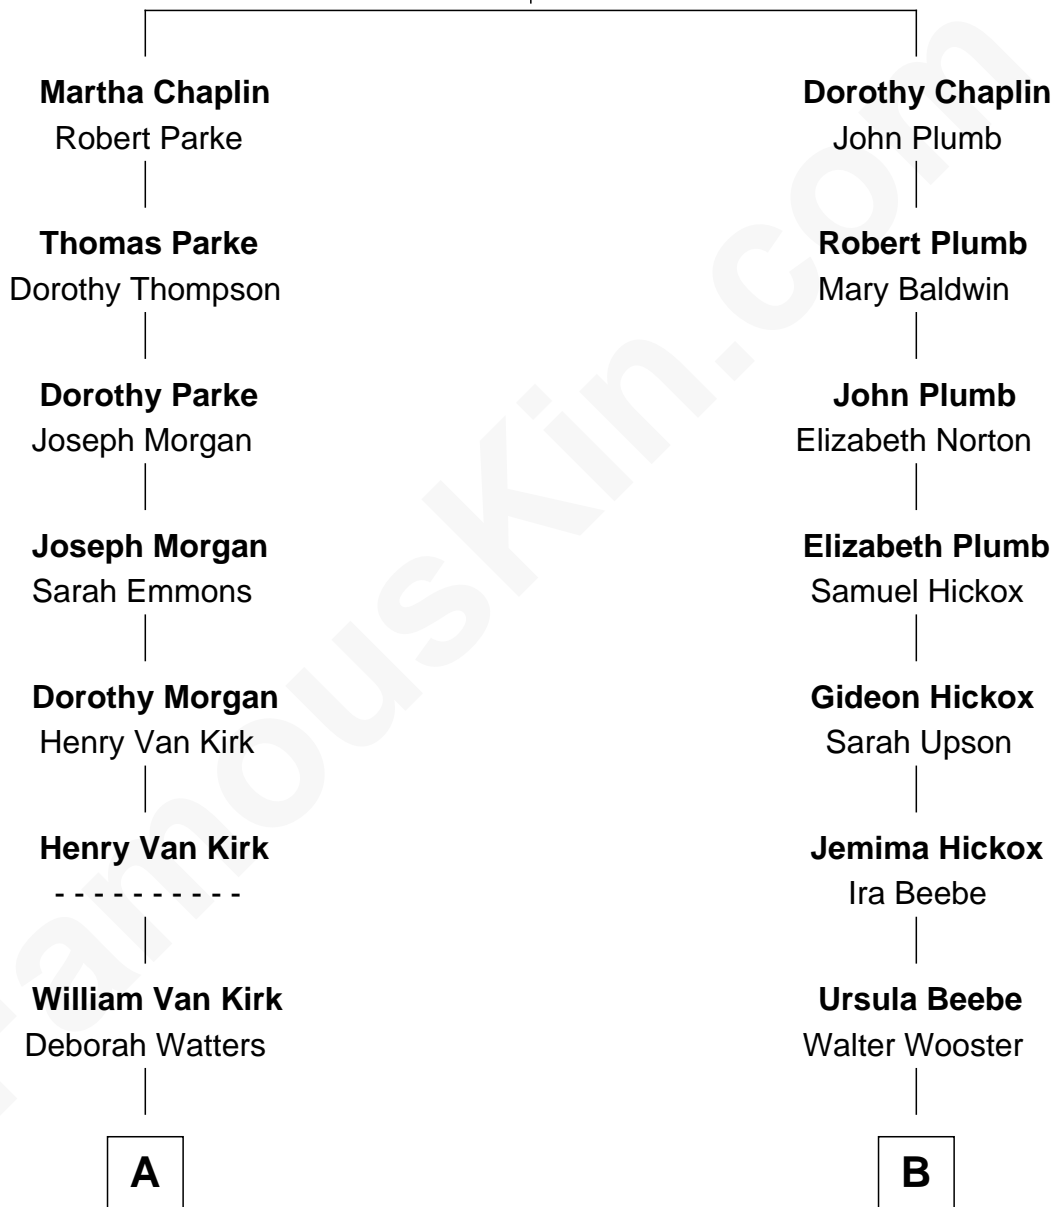 Martha Chaplin
Robert Parke
Thomas Parke
Dorothy Thompson
Dorothy Parke
Joseph Morgan
Joseph Morgan
Sarah Emmons
Dorothy Morgan
Henry Van Kirk
Henry Van Kirk
- - - - - - - - - -
William Van Kirk
Deborah Watters
A
Dorothy Chaplin
John Plumb
Robert Plumb
Mary Baldwin
John Plumb
Elizabeth Norton
Elizabeth Plumb
Samuel Hickox
Gideon Hickox
Sarah Upson
Jemima Hickox
Ira Beebe
Ursula Beebe
Walter Wooster
B
FamousKin.com